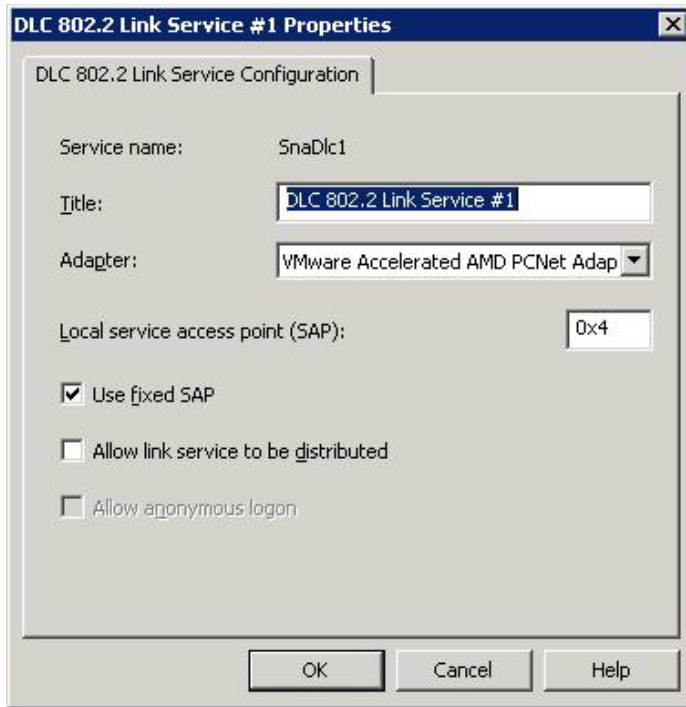 DLC 802.2 Link Service #1 Properties
DLC 802.2 Link Service Configuration
Service name: SnaDlc1
Title: DLC 802.2 Link Service #1
Adapter: VMware Accelerated AMD PCNet Adap
Local service access point (SAP): 0x4
Use fixed SAP
Allow link service to be distributed
Allow anonymous logon
OK Cancel Help